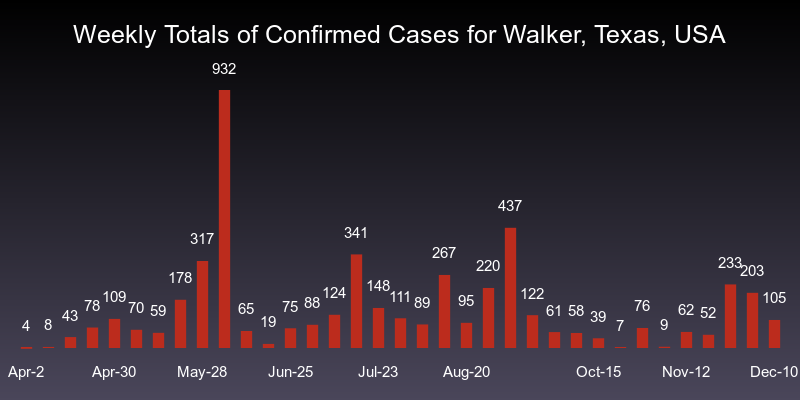 Weekly Totals of Confirmed Cases for Walker, Texas, USA
4 8 43 78 109 70 59 178 317 932 65 19 75 88 124 341 148 111 89 267 95 220 437 122 61 58 39 7 76 9 62 52 233 203 105
Apr-2 Apr-30 May-28 Jun-25 Jul-23 Aug-20 Oct-15 Nov-12 Dec-10